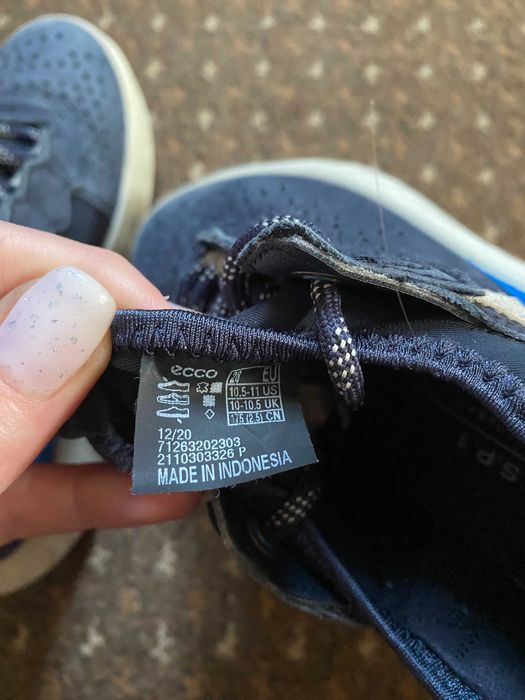 ecco
EU
10.5-11 US
10-10.5 UK
175 (2.5) CN
12/20
71263202303
2110303326 P
MADE IN INDONESIA